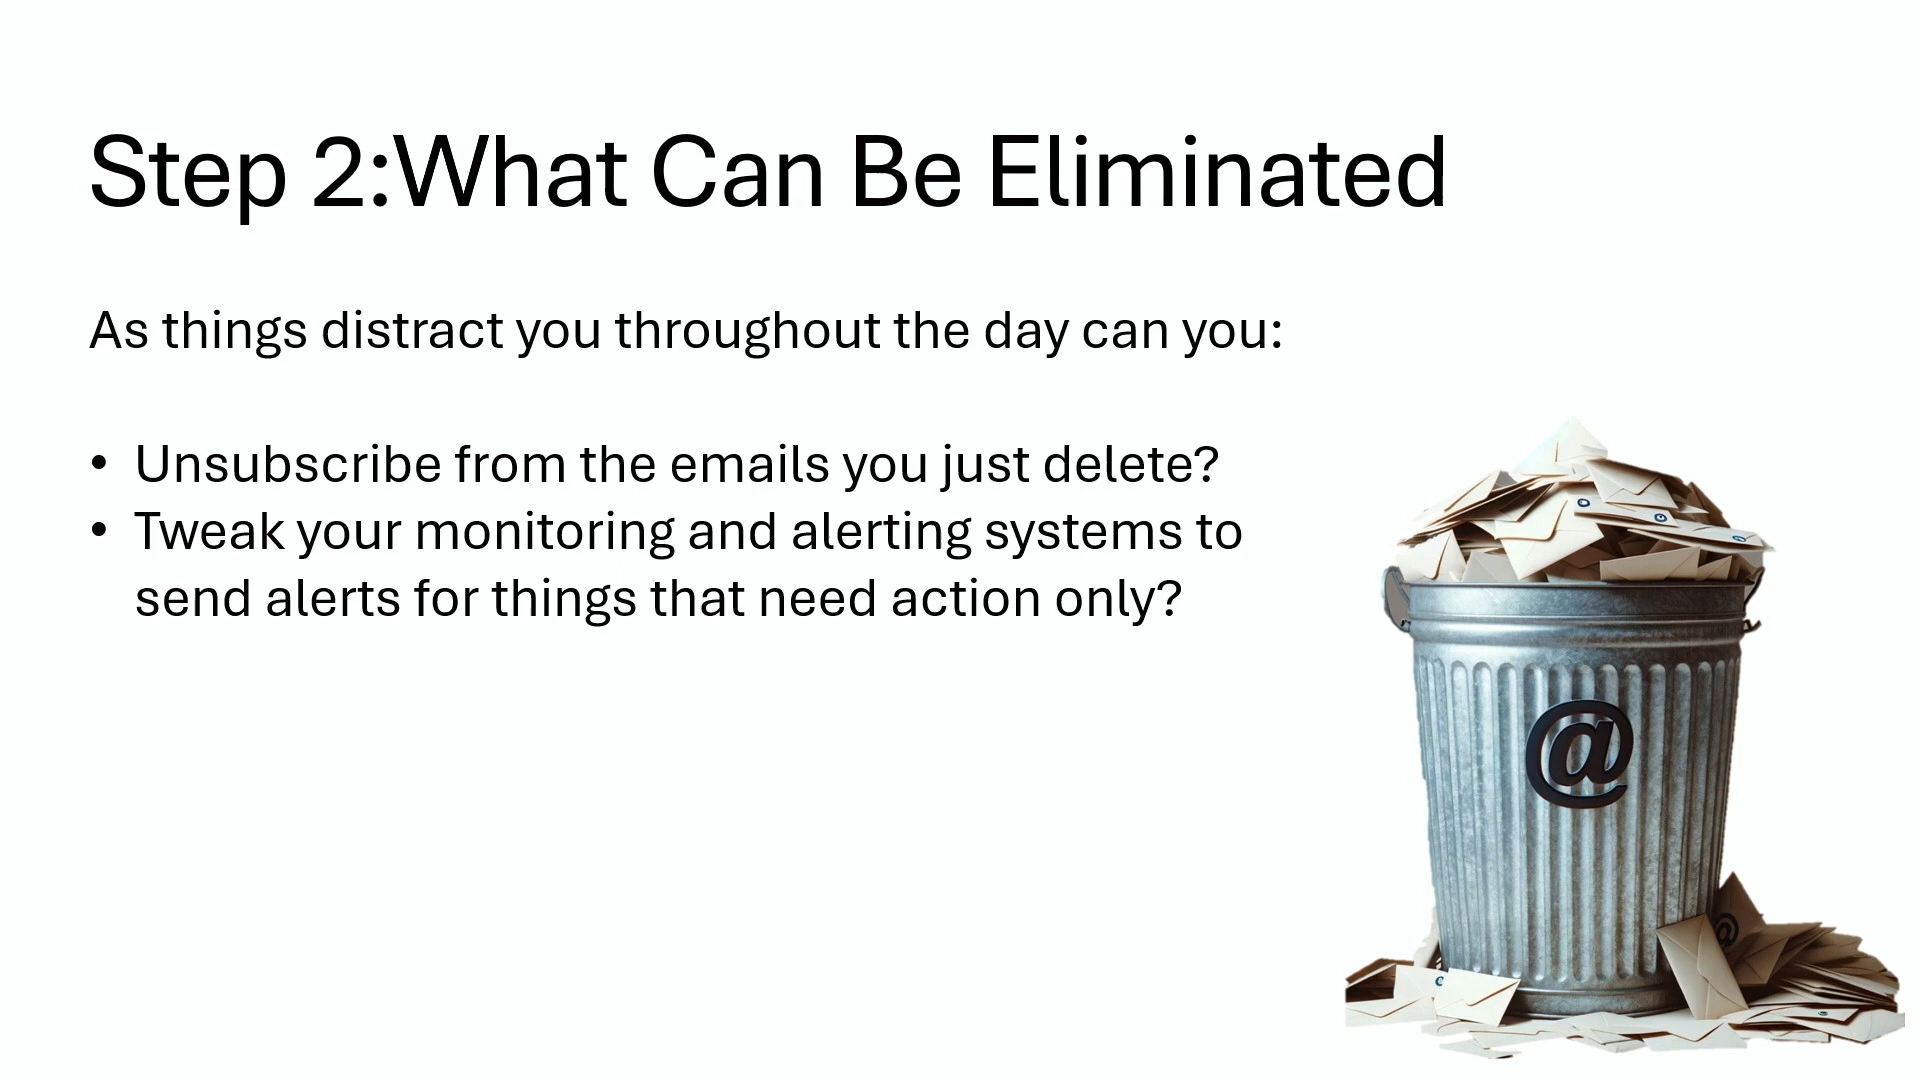 Step 2:What Can Be Eliminated
As things distract you throughout the day can you:
• Unsubscribe from the emails you just delete?
• Tweak your monitoring and alerting systems to
send alerts for things that need action only?
@
@